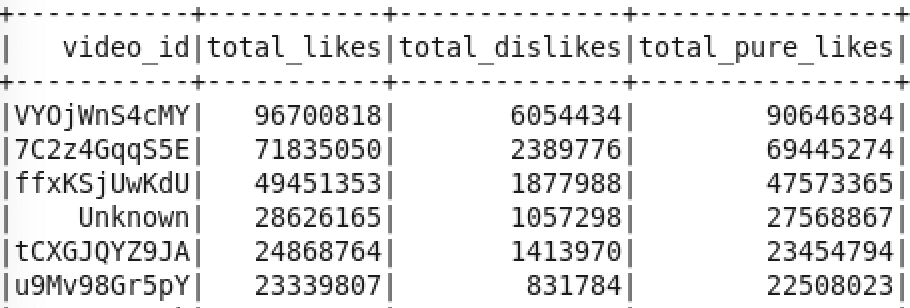 +-----------+-----------+--------------+----------------+
|   video_id|total_likes|total_dislikes|total_pure_likes|
+-----------+-----------+--------------+----------------+
|VYOjWnS4cMY|   96700818|       6054434|        90646384|
|7C2z4GqqS5E|   71835050|       2389776|        69445274|
|ffxKSjUwKdU|   49451353|       1877988|        47573365|
|    Unknown|   28626165|       1057298|        27568867|
|tCXGJQYZ9JA|   24868764|       1413970|        23454794|
|u9Mv98Gr5pY|   23339807|        831784|        22508023|